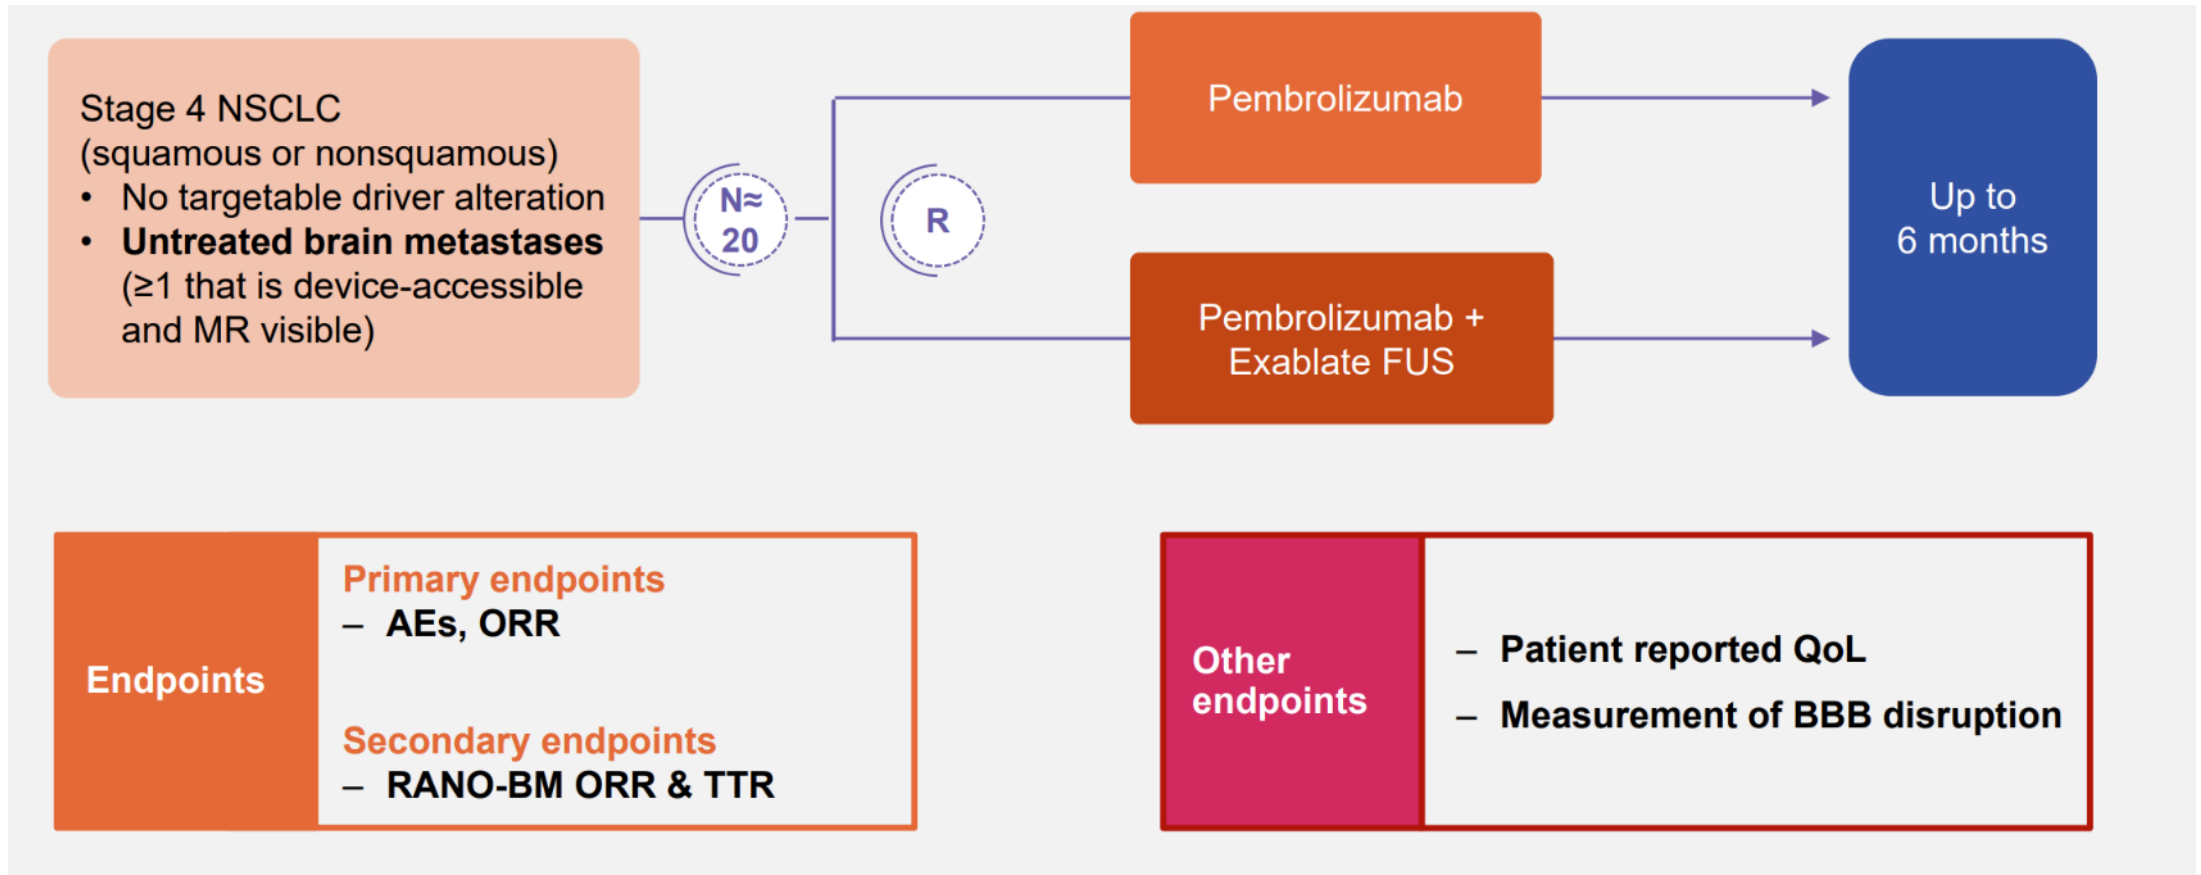 Stage 4 NSCLC
(squamous or nonsquamous)
• No targetable driver alteration
• Untreated brain metastases
(≥1 that is device-accessible
and MR visible)
N≈
20
R
Pembrolizumab
Pembrolizumab +
Exablate FUS
Up to
6 months
Endpoints
Primary endpoints
– AEs, ORR
Secondary endpoints
– RANO-BM ORR & TTR
Other
endpoints
– Patient reported QoL
– Measurement of BBB disruption